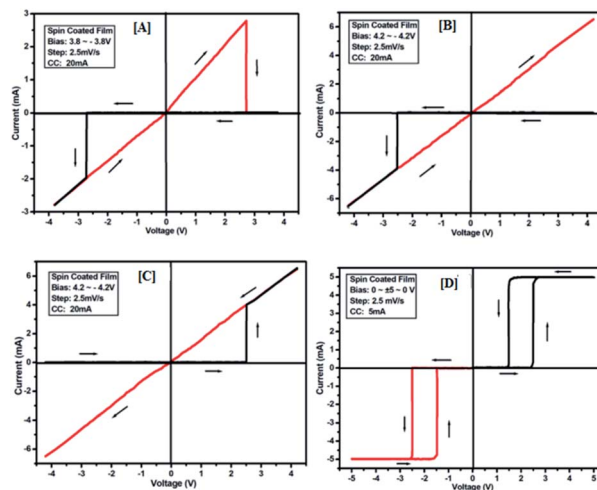 [A]
Spin Coated Film
Bias: 3.8 ~ - 3.8V
Step: 2.5mV/s
CC: 20mA
Current (mA)
3
2
1
0
-1
-2
3
-4 -3 -2 -1 0 1 2 3 4
Voltage (V)
[B]
Spin Coated Film
Bias: 4.2 ~ - 4.2V
Step: 2.5mV/s
CC: 20mA
Current (mA)
6
4
2
0
-2
-4
-6
-4 -3 -2 -1 0 1 2 3 4
Voltage (V)
[C]
Spin Coated Film
Bias: 4.2 ~ - 4.2V
Step: 2.5mV/s
CC: 20mA
Current (mA)
6
4
2
0
-2
-4
-6
-4 -3 -2 -1 0 1 2 3 4
Voltage (V)
[D]
Spin Coated Film
Bias: 0 ~ ±5 ~ 0 V
Step: 2.5 mV/s
CC: 5mA
Current (mA)
5
4
3
2
1
0
-1
-2
-3
-4
-5
-5 -4 -3 -2 -1 0 1 2 3 4 5
Voltage (V)